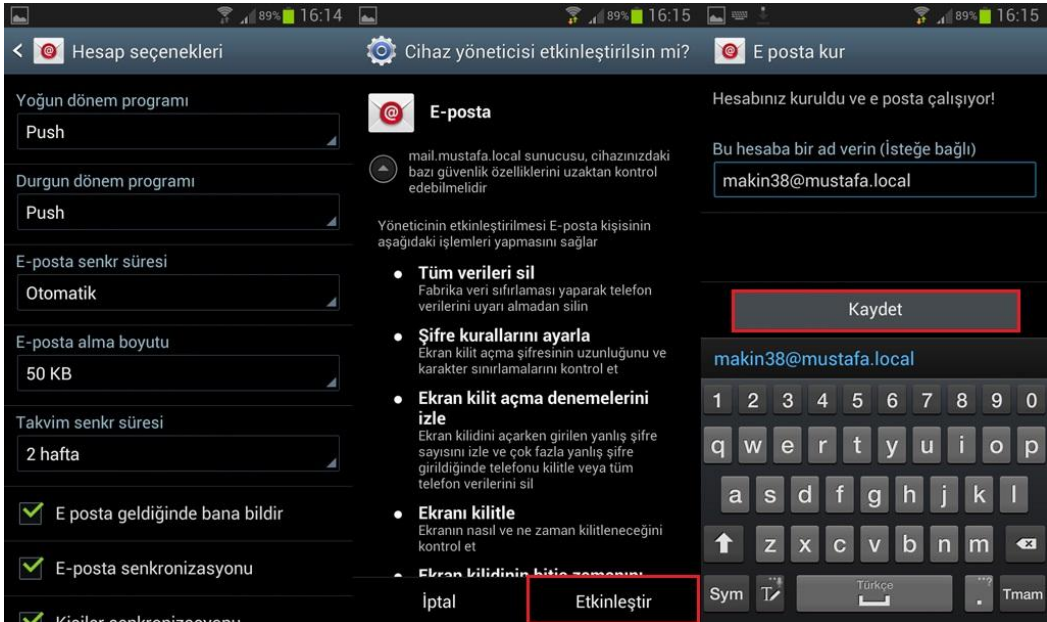 89% 16:14
Hesap seçenekleri
Yoğun dönem programı
Push
Durgun dönem programı
Push
E-posta senkr süresi
Otomatik
E-posta alma boyutu
50 KB
Takvim senkr süresi
2 hafta
E posta geldiğinde bana bildir
E-posta senkronizasyonu
Kişiler senkronizasyonu
89% 16:15
Cihaz yöneticisi etkinleştirilsin mi?
E-posta
mail.mustafa.local sunucusu, cihazınızdaki
bazı güvenlik özelliklerini uzaktan kontrol
edebilmelidir
Yöneticinin etkinleştirilmesi E-posta kişisinin
aşağıdaki işlemleri yapmasını sağlar
● Tüm verileri sil
Fabrika veri sıfırlaması yaparak telefon
verilerini uyarı almadan silin
● Şifre kurallarını ayarla
Ekran kilit açma şifresinin uzunluğunu ve
karakter sınırlamalarını kontrol et
● Ekran kilit açma denemelerini
izle
Ekran kilidini açarken girilen yanlış şifre
sayısını izle ve çok fazla yanlış şifre
girildiğinde telefonu kilitle veya tüm
telefon verilerini sil
● Ekranı kilitle
Ekranın nasıl ve ne zaman kilitleneceğini
kontrol et
● Ekran kilidinin bitiş zamanını
İptal
Etkinleştir
89% 16:15
E posta kur
Hesabınız kuruldu ve e posta çalışıyor!
Bu hesaba bir ad verin (İsteğe bağlı)
makin38@mustafa.local
Kaydet
makin38@mustafa.local
1 2 3 4 5 6 7 8 9 0
q w e r t y u i o p
a s d f g h j k l
z x c v b n m
Sym Türkçe . Tmam